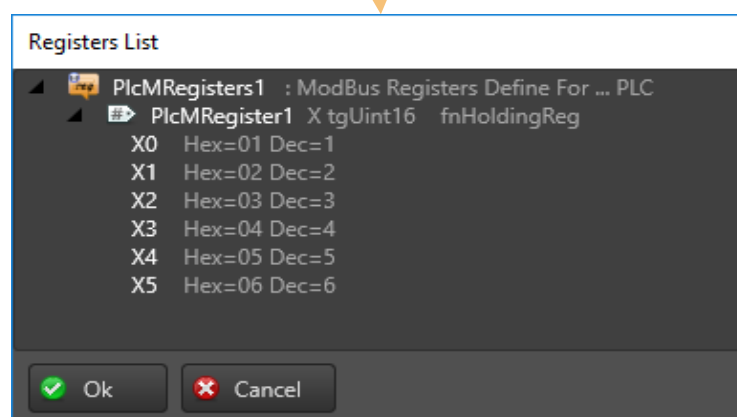 Registers List
PlcMRegisters1 : ModBus Registers Define For ... PLC
PlcMRegister1 X tgUint16 fnHoldingReg
X0 Hex=01 Dec=1
X1 Hex=02 Dec=2
X2 Hex=03 Dec=3
X3 Hex=04 Dec=4
X4 Hex=05 Dec=5
X5 Hex=06 Dec=6
Ok Cancel